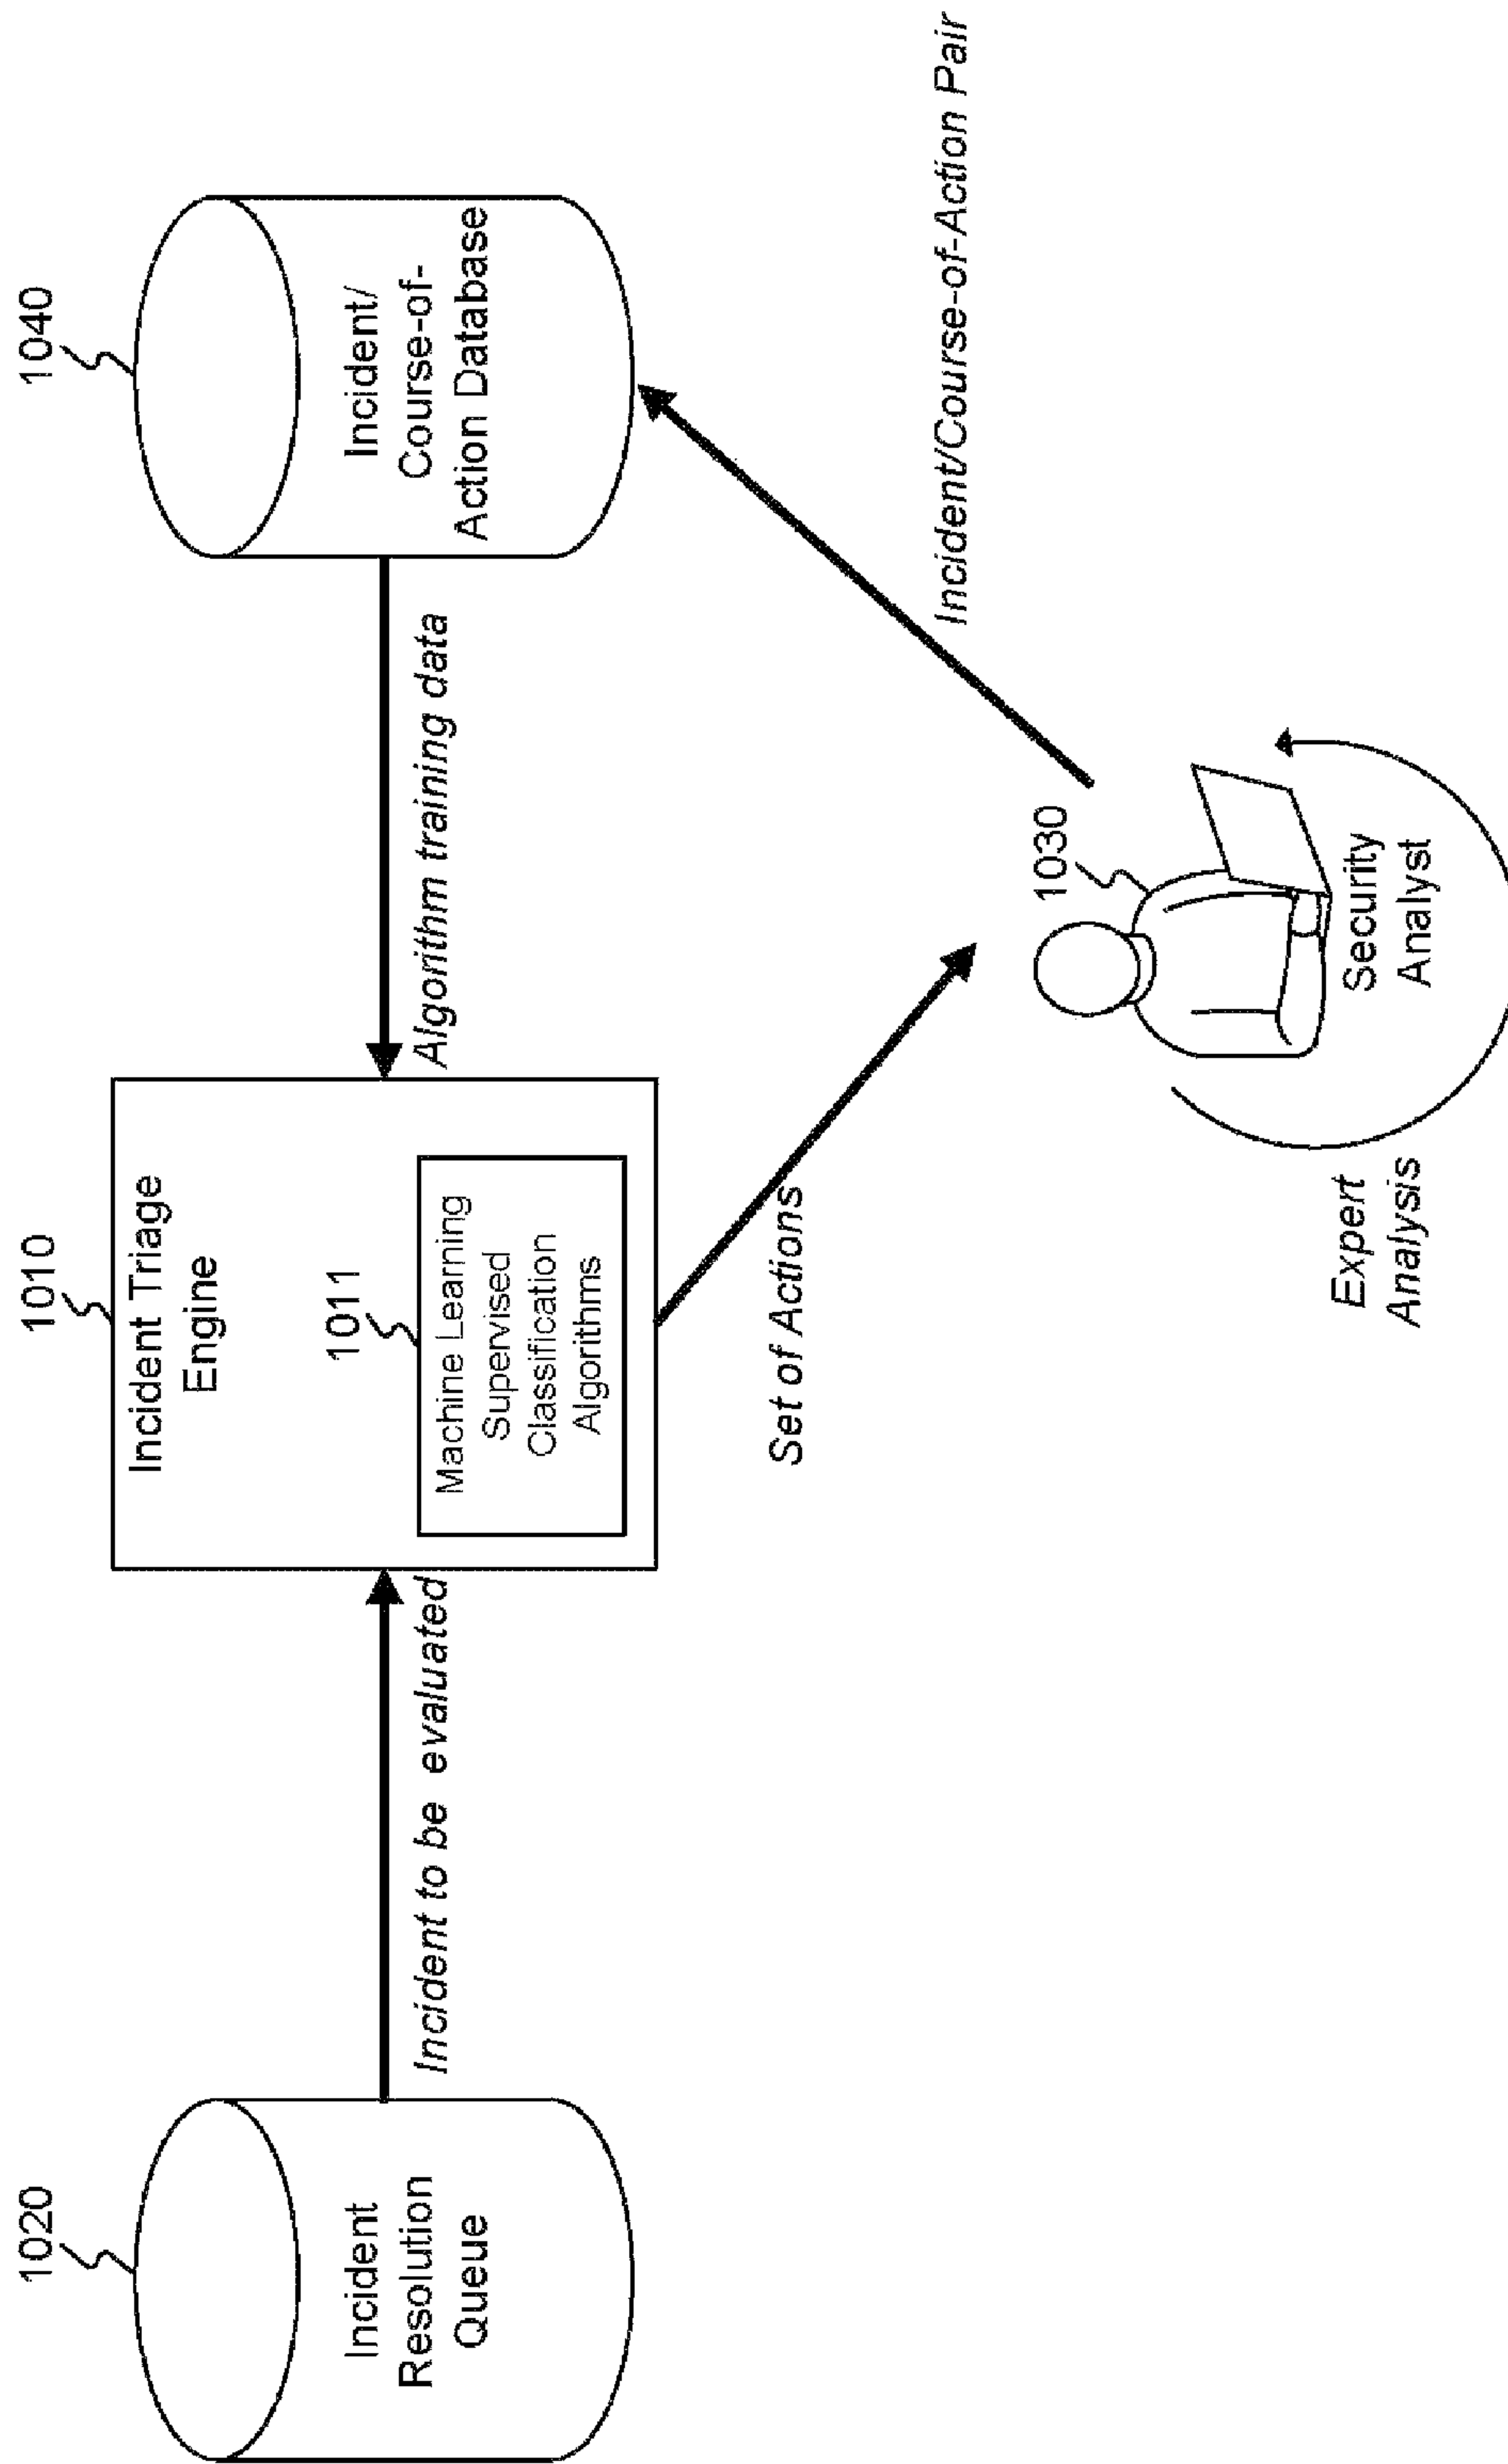 1020
Incident
Resolution
Queue
Incident to be evaluated
1010
Incident Triage
Engine
1011
Machine Learning
Supervised
Classification
Algorithms
Algorithm training data
1040
Incident/
Course-of-
Action Database
Set of Actions
Incident/Course-of-Action Pair
1030
Security
Analyst
Expert
Analysis